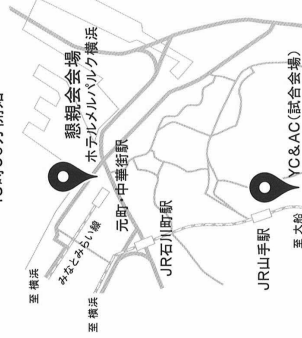 懇親会会場
ホテルメルパルク横浜
元町・中華街駅
みなとみらい線
至 横浜
至 横浜
JR石川町駅
JR山手駅
YC&AC(試合会場)
至 大船